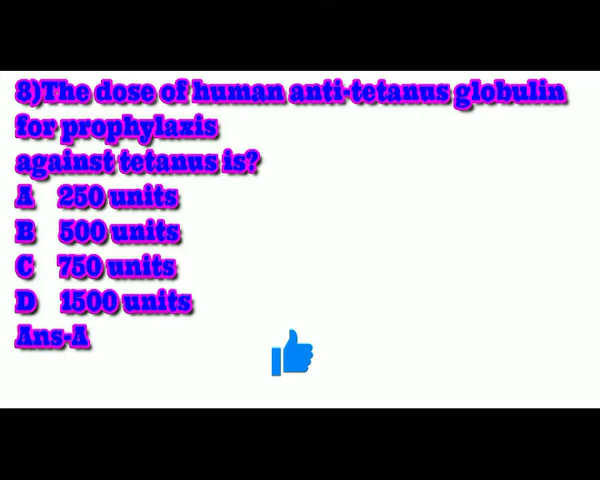 8)The dose of human anti-tetanus globulin
for prophylaxis
against tetanus is?
A 250 units
B 500 units
C 750 units
D 1500 units
Ans-A